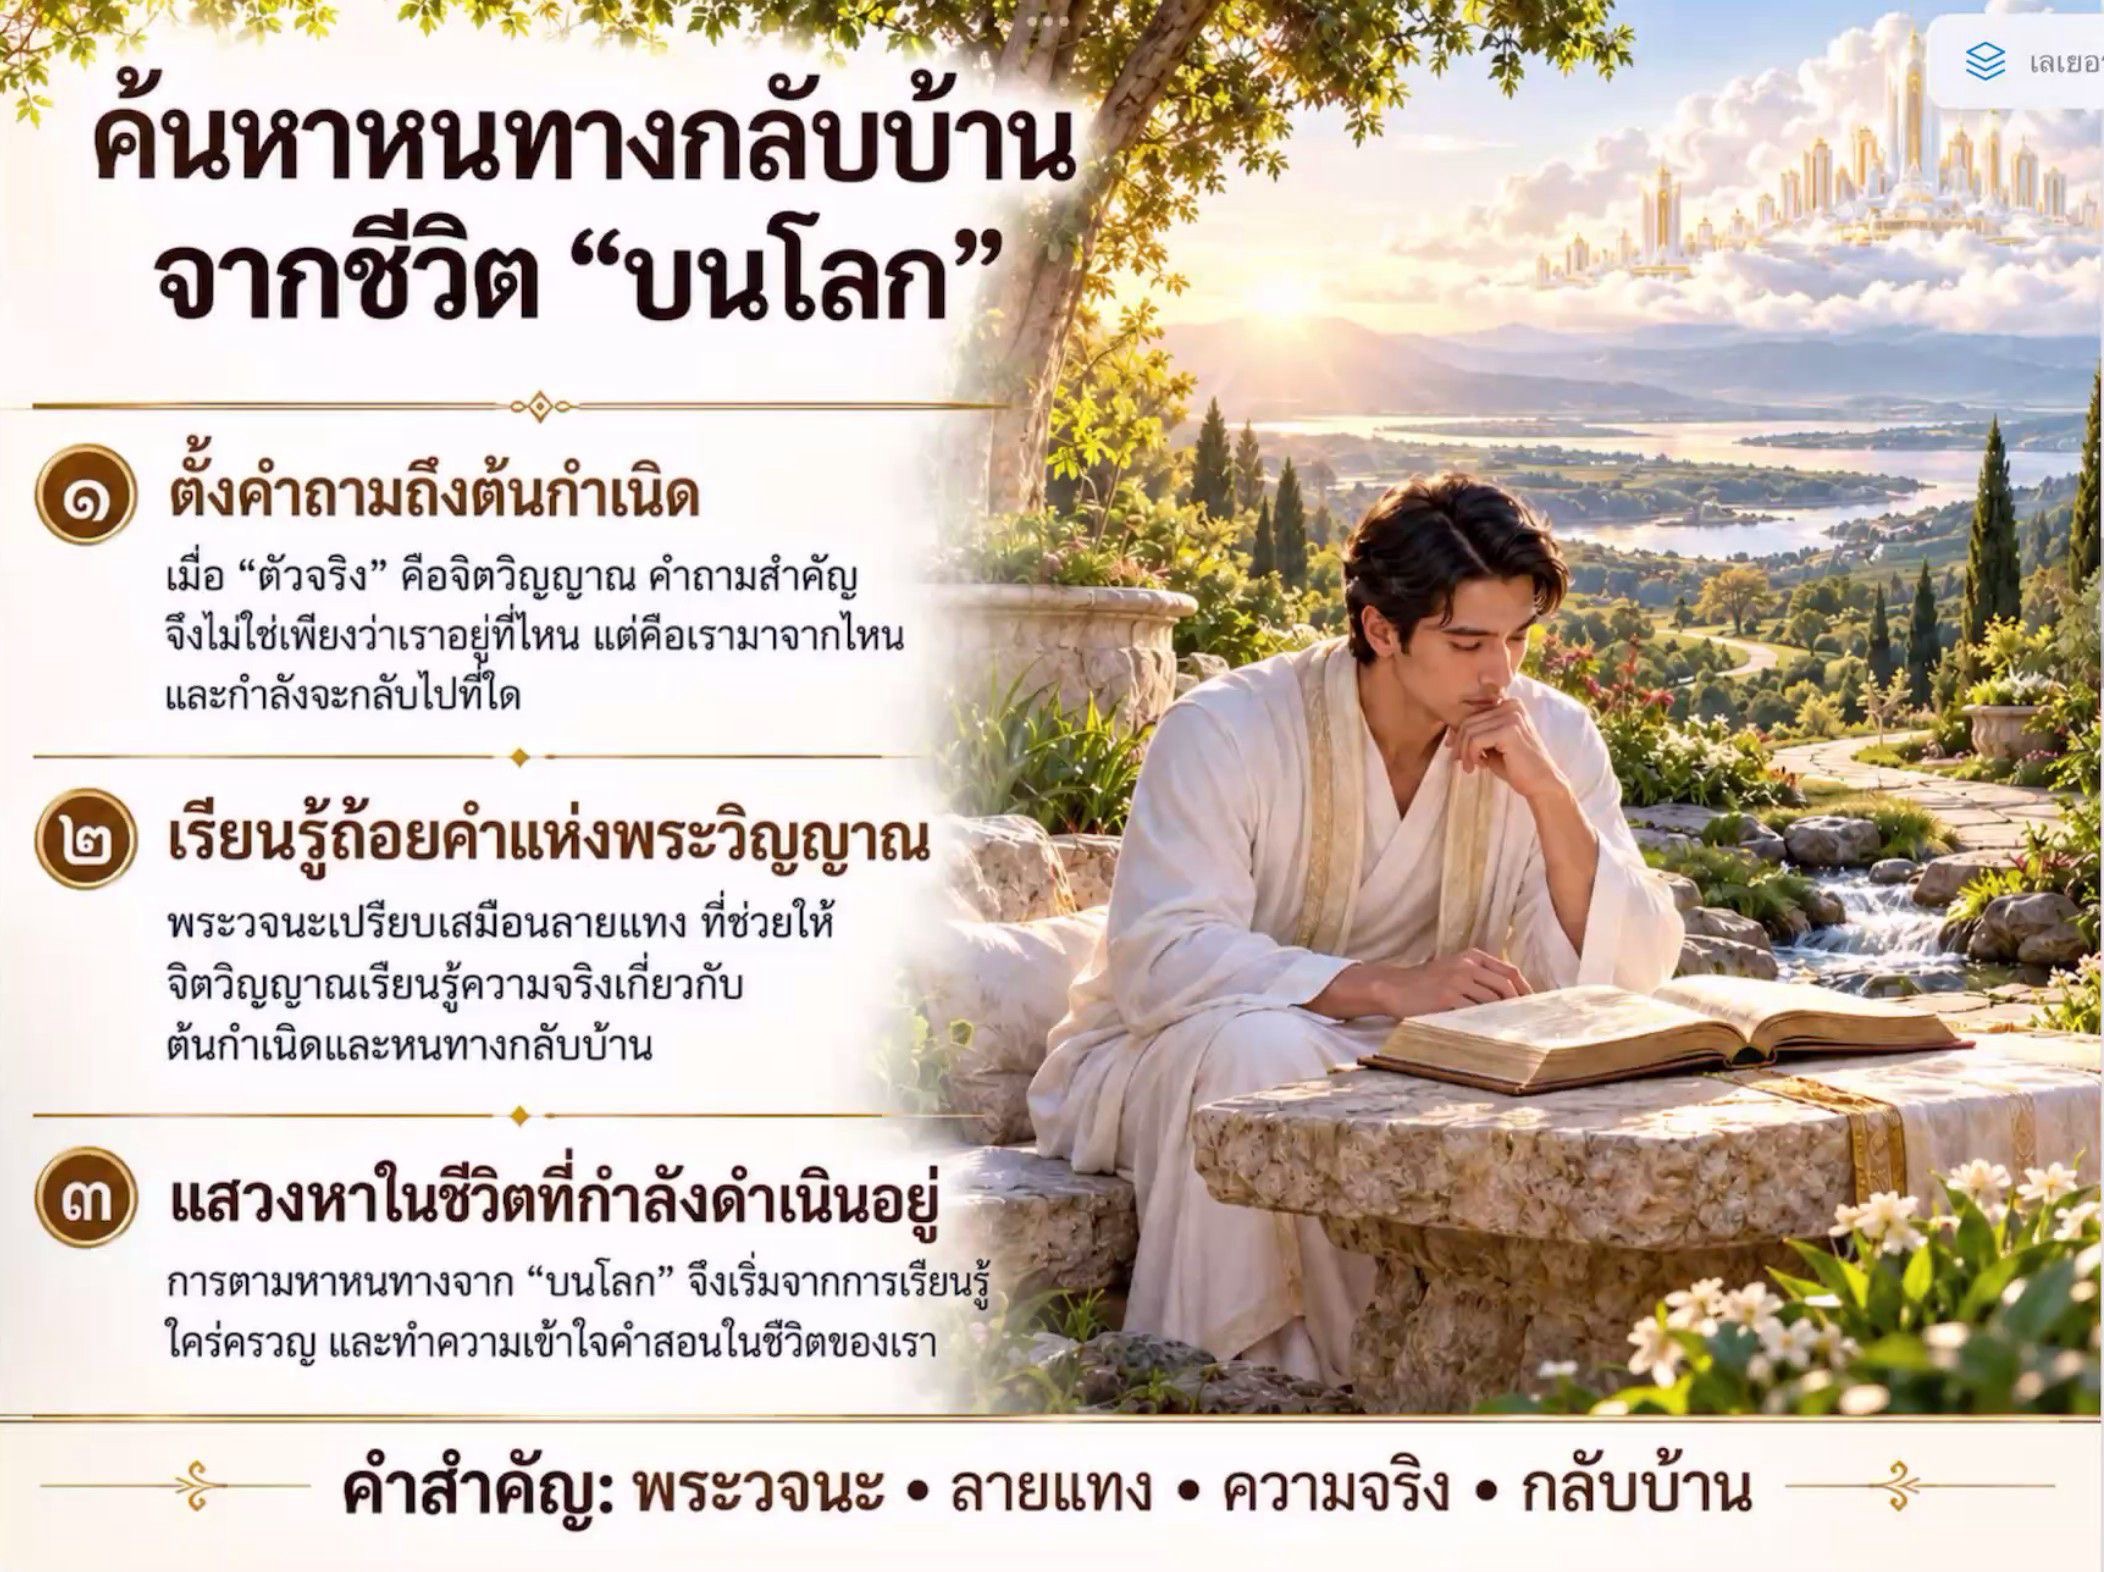 เลเยอร์
ค้นหาหนทางกลับบ้าน
จากชีวิต “บนโลก”
๑ ตั้งคำถามถึงต้นกำเนิด
เมื่อ “ตัวจริง” คือจิตวิญญาณ คำถามสำคัญ
จึงไม่ใช่เพียงว่าเราอยู่ที่ไหน แต่คือเรามาจากไหน
และกำลังจะกลับไปที่ใด
๒ เรียนรู้ถ้อยคำแห่งพระวิญญาณ
พระวจนะเปรียบเสมือนลายแทง ที่ช่วยให้
จิตวิญญาณเรียนรู้ความจริงเกี่ยวกับ
ต้นกำเนิดและหนทางกลับบ้าน
๓ แสวงหาในชีวิตที่กำลังดำเนินอยู่
การตามหาหนทางจาก “บนโลก” จึงเริ่มจากการเรียนรู้
ใคร่ครวญ และทำความเข้าใจคำสอนในชีวิตของเรา
คำสำคัญ: พระวจนะ • ลายแทง • ความจริง • กลับบ้าน